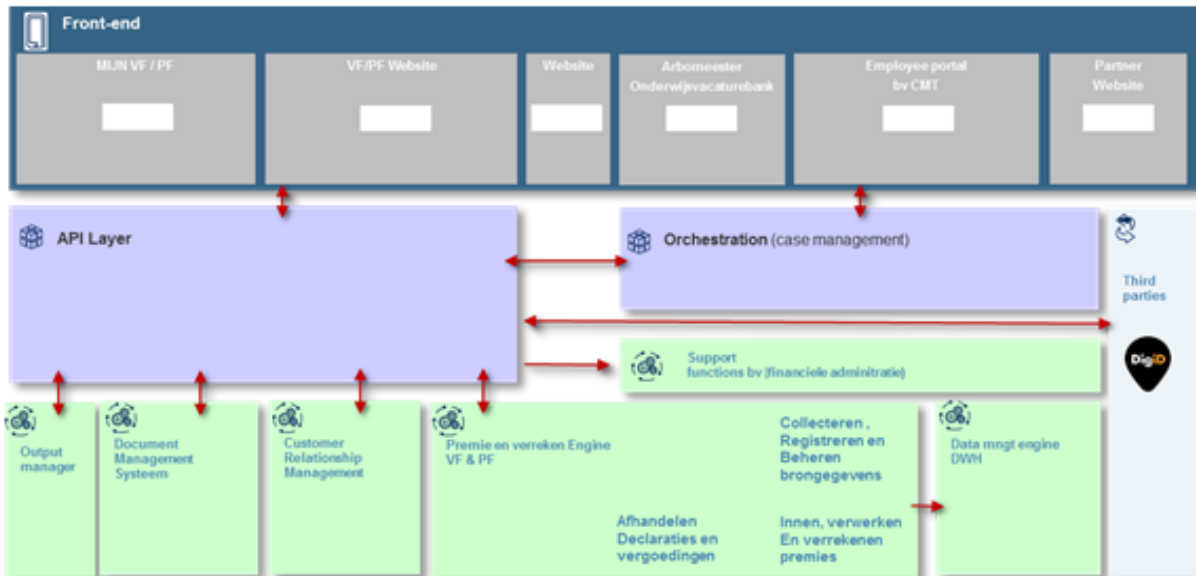 Front-end
MIJN VF / PF
VF/PF Website
Website
Arbomeester
Onderwijsvacaturebank
Employee portal
bv CMT
Partner
Website
API Layer
Orchestration (case management)
Third
parties
DigiD
Support
functions bv |financiele adminitratie)
Output
manager
Document
Management
Systeem
Customer
Relationship
Management
Premie en verreken Engine
VF & PF
Collecteren ,
Registreren en
Beheren
brongegevens
Afhandelen
Declaraties en
vergoedingen
Innen, verwerken
En verrekenen
premies
Data mngt engine
DWH